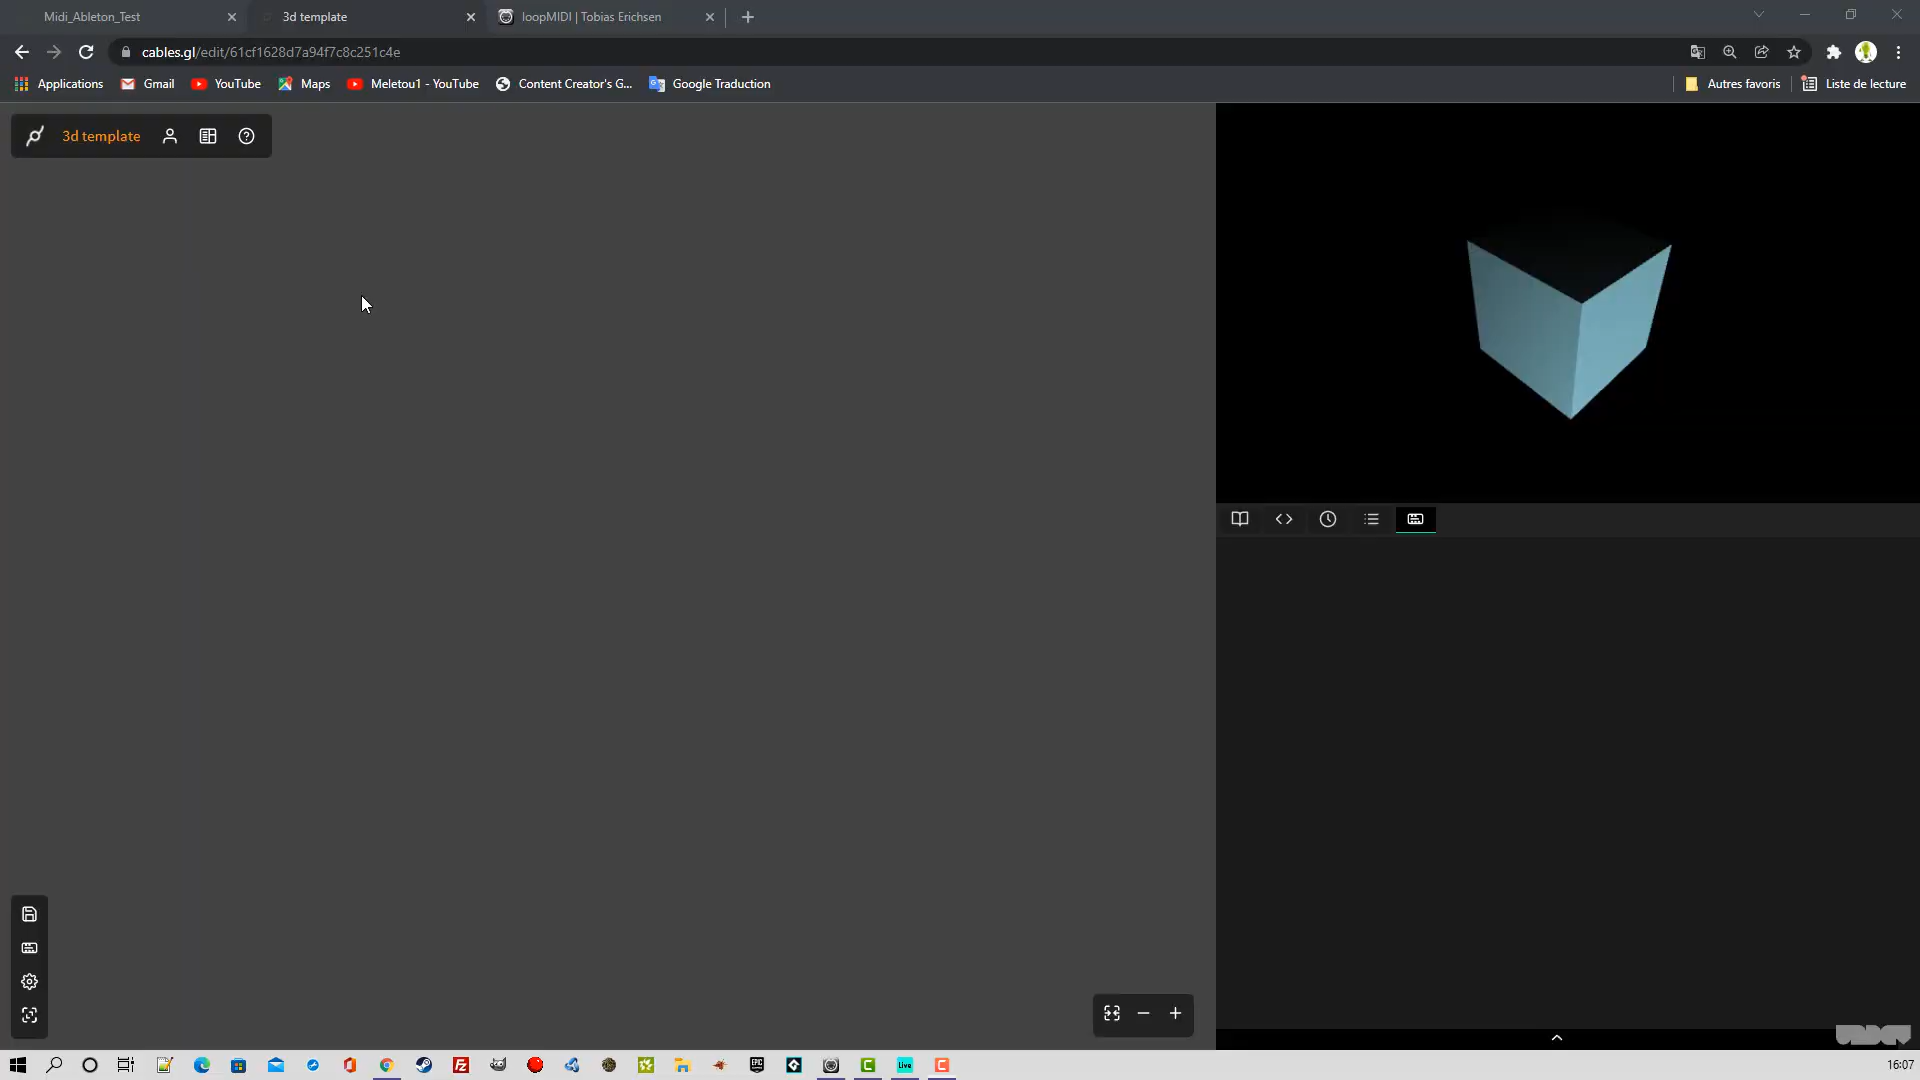 Midi_Ableton_Test
3d template
loopMIDI | Tobias Erichsen
cables.gl/edit/61cf1628d7a94f7c8c251c4e
Applications
Gmail
YouTube
Maps
Meletou1 - YouTube
Content Creator's G...
Google Traduction
Autres favoris
Liste de lecture
3d template
Live
16:07